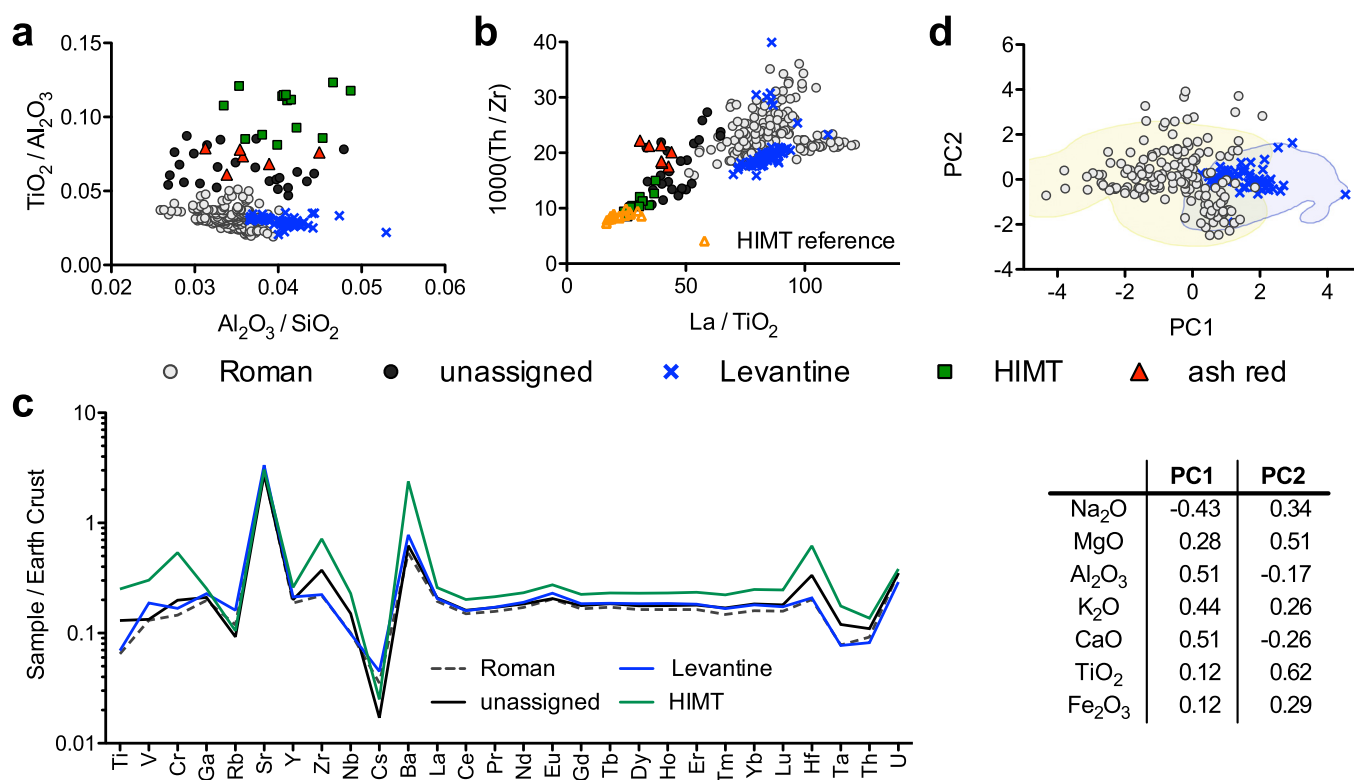 a
0.15
0.10
0.05
0.00
TiO2 / Al2O3
0.02 0.03 0.04 0.05 0.06
Al2O3 / SiO2
b
40
30
20
10
0
1000(Th / Zr)
HIMT reference
0 50 100
La / TiO2
d
6
4
2
0
-2
-4
PC2
-4 -2 0 2 4
PC1
Roman unassigned Levantine HIMT ash red
c
10
1
0.1
0.01
Sample / Earth Crust
Roman Levantine
unassigned HIMT
Ti V Cr Ga Rb Sr Y Zr Nb Cs Ba La Ce Pr Nd Eu Gd Tb Dy Ho Er Tm Yb Lu Hf Ta Th U
PC1 PC2
Na2O -0.43 0.34
MgO 0.28 0.51
Al2O3 0.51 -0.17
K2O 0.44 0.26
CaO 0.51 -0.26
TiO2 0.12 0.62
Fe2O3 0.12 0.29